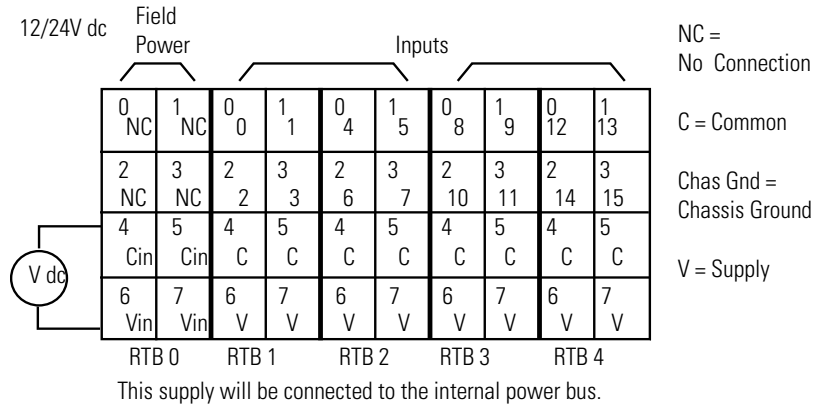 12/24V dc
Field
Power
Inputs
NC =
No Connection
C = Common
Chas Gnd =
Chassis Ground
V = Supply
0 1 0 1 0 1 0 1 0 1
NC NC 0 1 4 5 8 9 12 13
2 3 2 3 2 3 2 3 2 3
NC NC 2 3 6 7 10 11 14 15
4 5 4 5 4 5 4 5 4 5
Cin Cin C C C C C C C C
V dc
6 7 6 7 6 7 6 7 6 7
Vin Vin V V V V V V V V
RTB 0 RTB 1 RTB 2 RTB 3 RTB 4
This supply will be connected to the internal power bus.